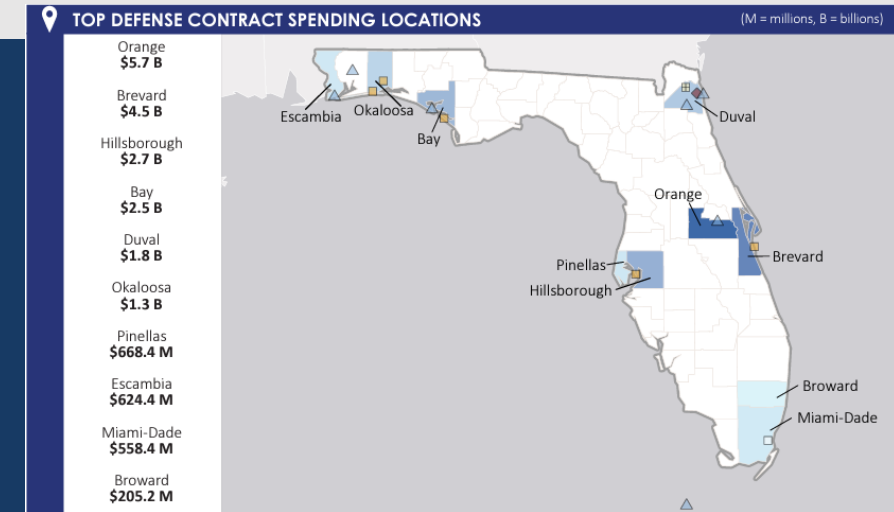 TOP DEFENSE CONTRACT SPENDING LOCATIONS
(M = millions, B = billions)
Orange
$5.7 B
Brevard
$4.5 B
Hillsborough
$2.7 B
Bay
$2.5 B
Duval
$1.8 B
Okaloosa
$1.3 B
Pinellas
$668.4 M
Escambia
$624.4 M
Miami-Dade
$558.4 M
Broward
$205.2 M
Escambia
Okaloosa
Bay
Duval
Orange
Brevard
Pinellas
Hillsborough
Broward
Miami-Dade